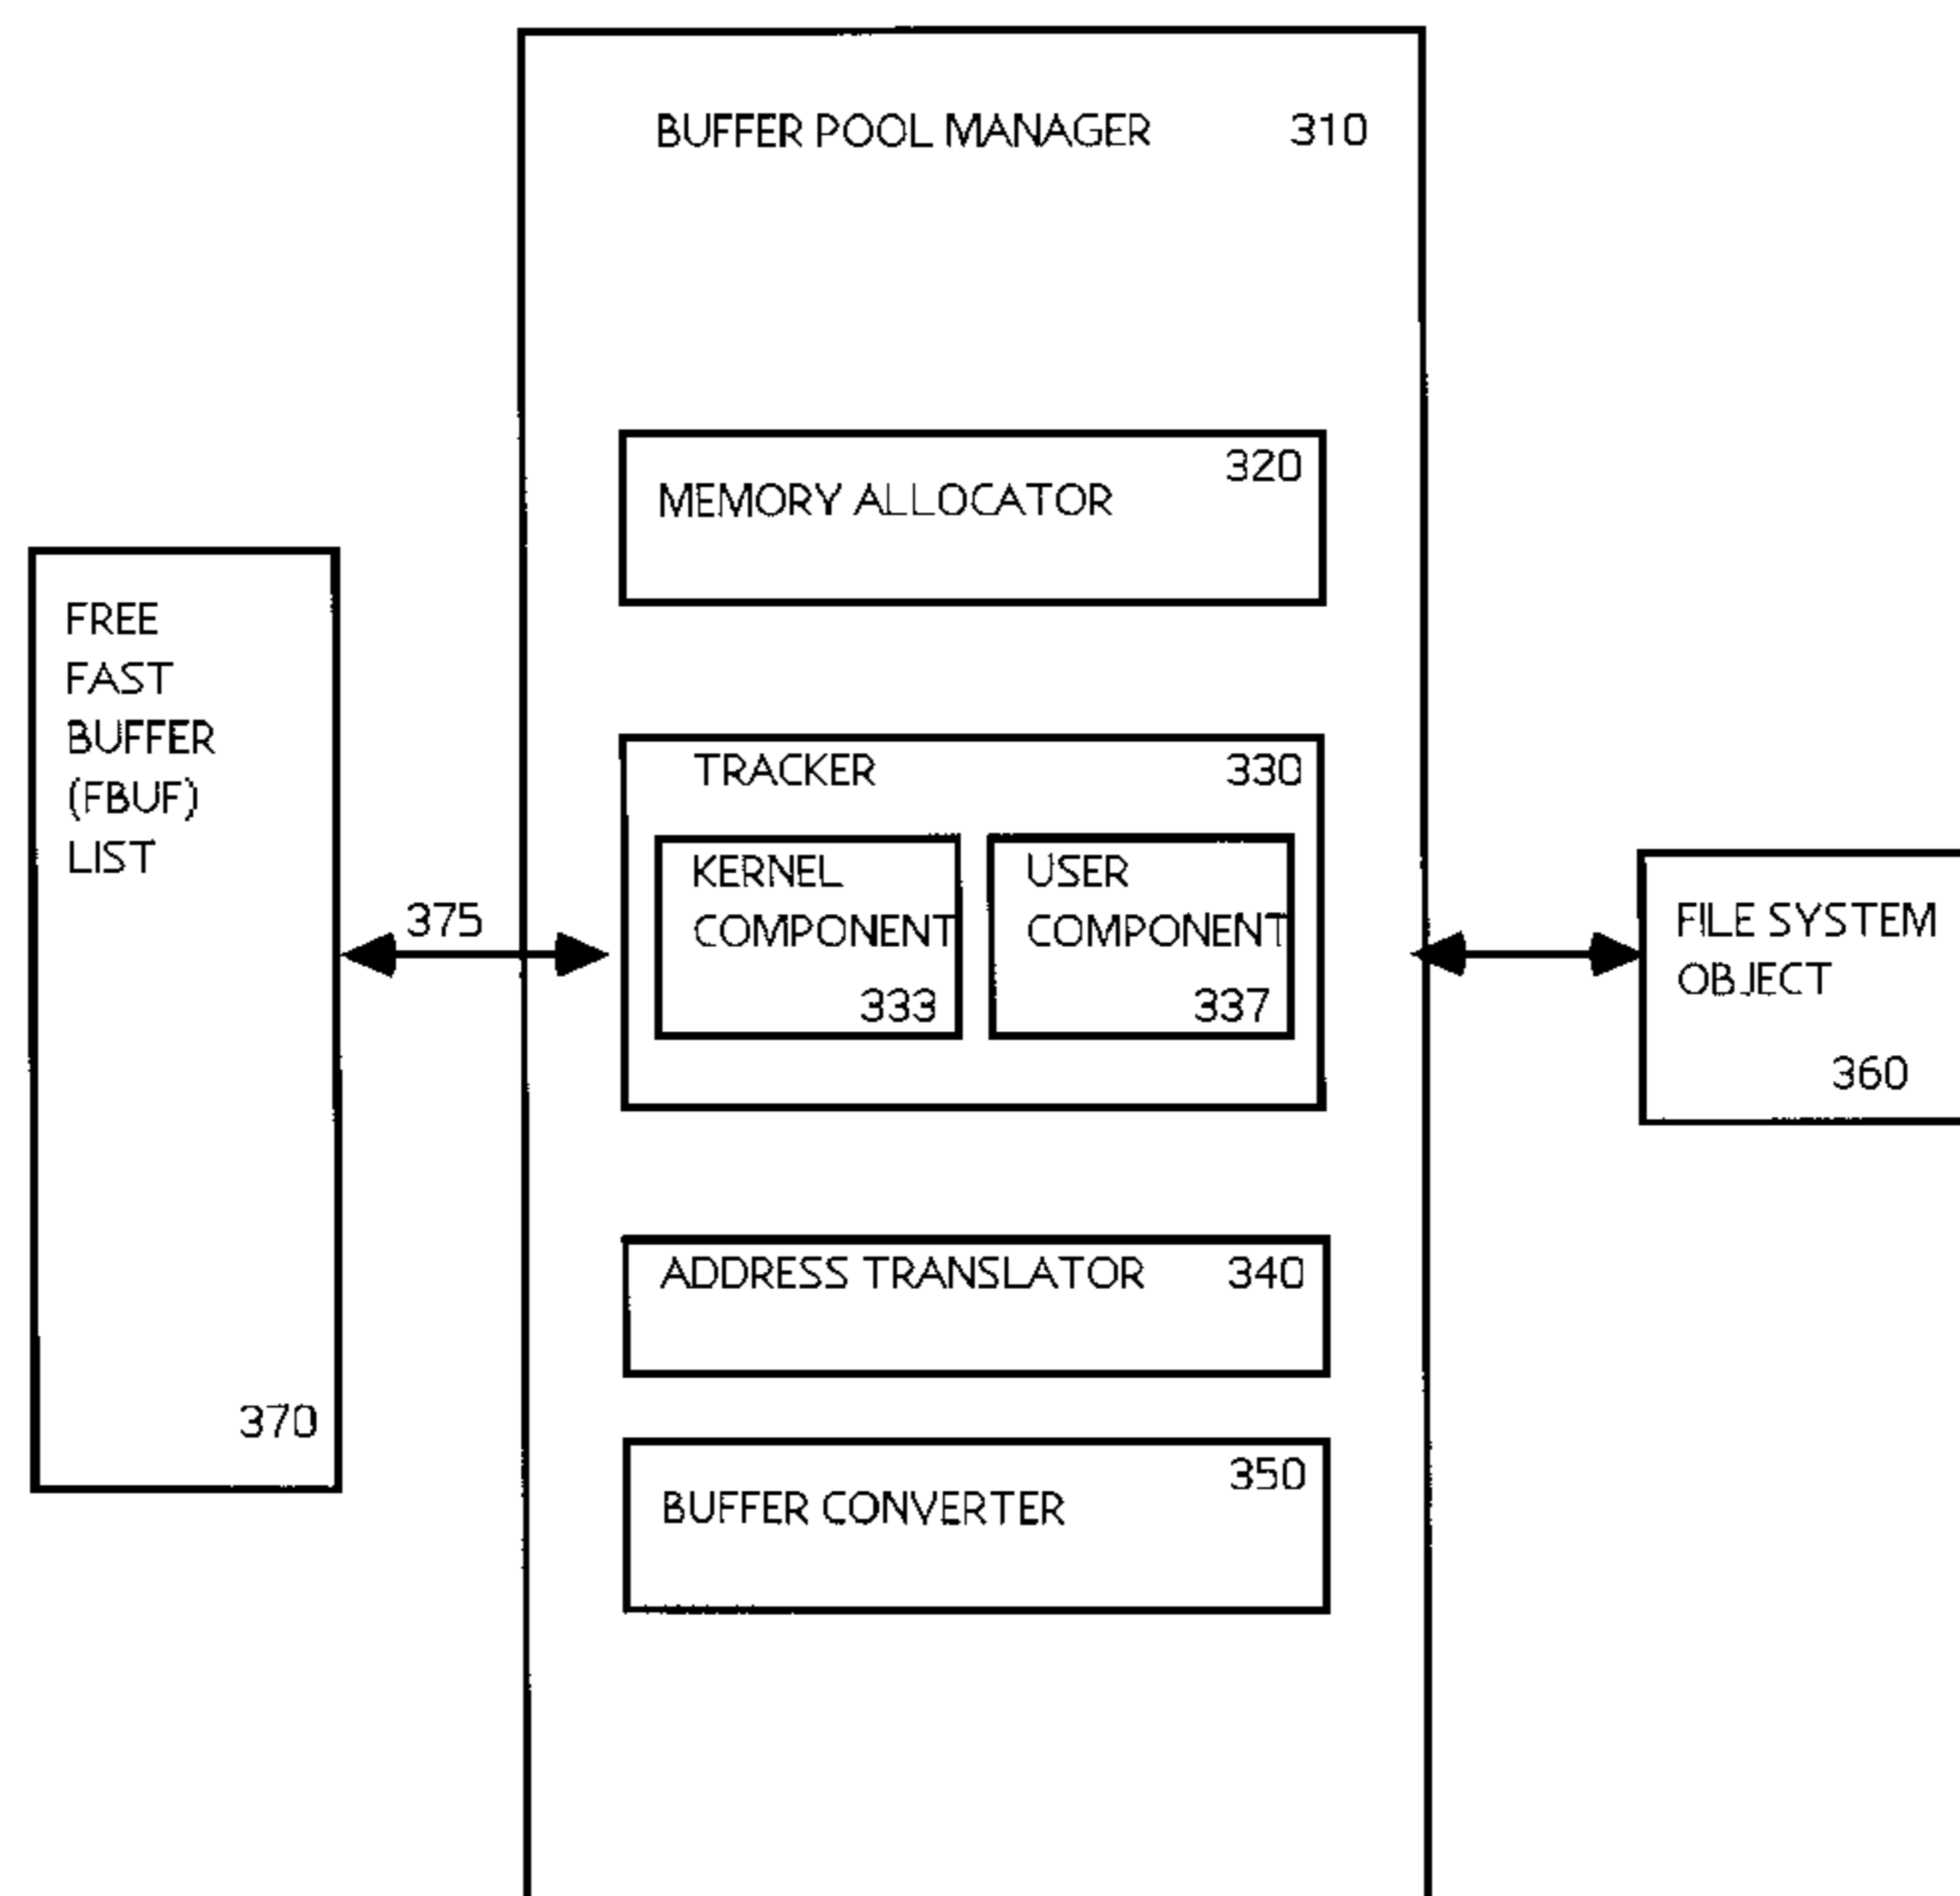 BUFFER POOL MANAGER 310
320
MEMORY ALLOCATOR
FREE
FAST
BUFFER
(FBUF)
LIST
370
375
TRACKER 330
KERNEL
COMPONENT
333
USER
COMPONENT
337
FILE SYSTEM
OBJECT
360
ADDRESS TRANSLATOR 340
350
BUFFER CONVERTER